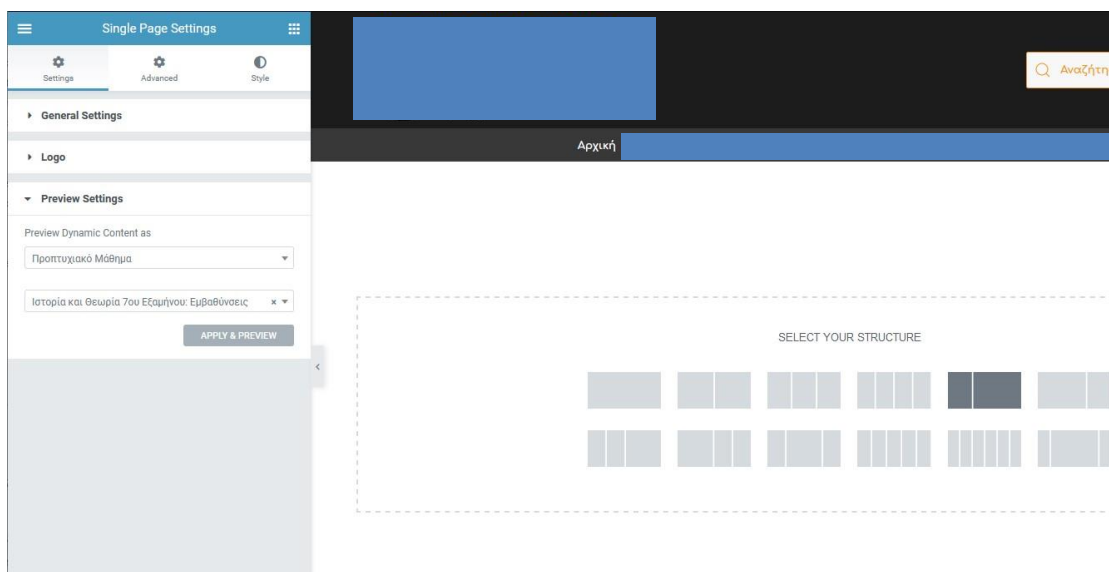 Single Page Settings
Settings
Advanced
Style
General Settings
Logo
Preview Settings
Preview Dynamic Content as
Προπτυχιακό Μάθημα
Ιστορία και Θεωρία 7ου Εξαμήνου: Εμβαθύνσεις
APPLY & PREVIEW
Αναζήτη
Αρχική
SELECT YOUR STRUCTURE